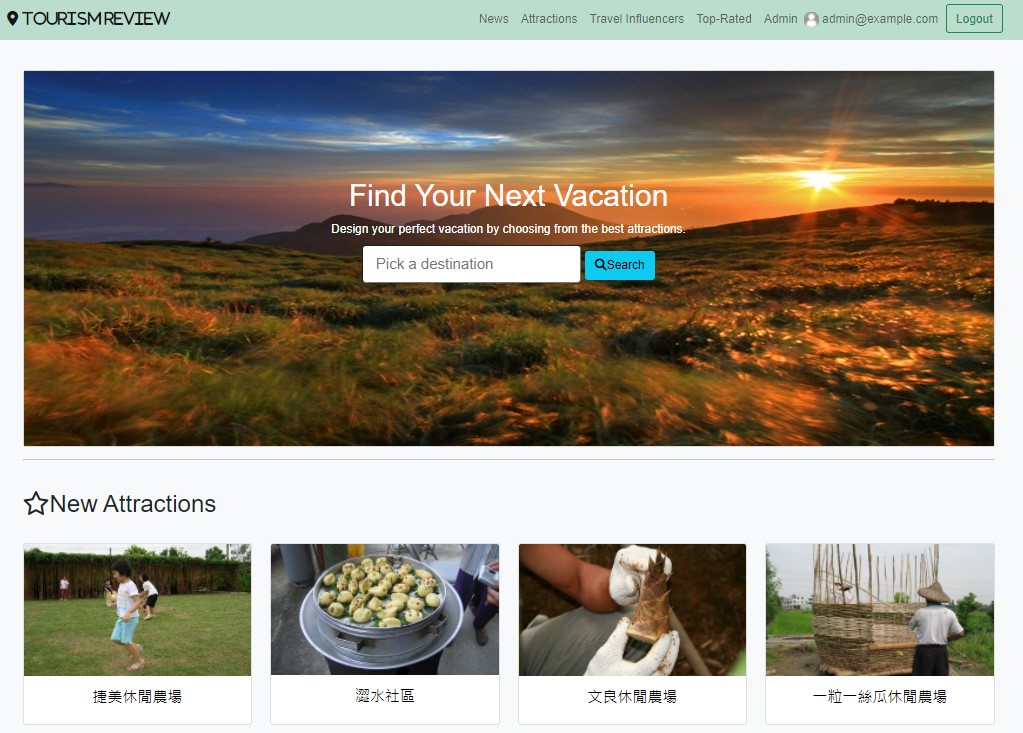 TOURISM REVIEW
News Attractions Travel Influencers Top-Rated Admin admin@example.com Logout
Find Your Next Vacation
Design your perfect vacation by choosing from the best attractions.
Pick a destination Search
New Attractions
捷美休閒農場 澀水社區 文良休閒農場 一粒一絲瓜休閒農場